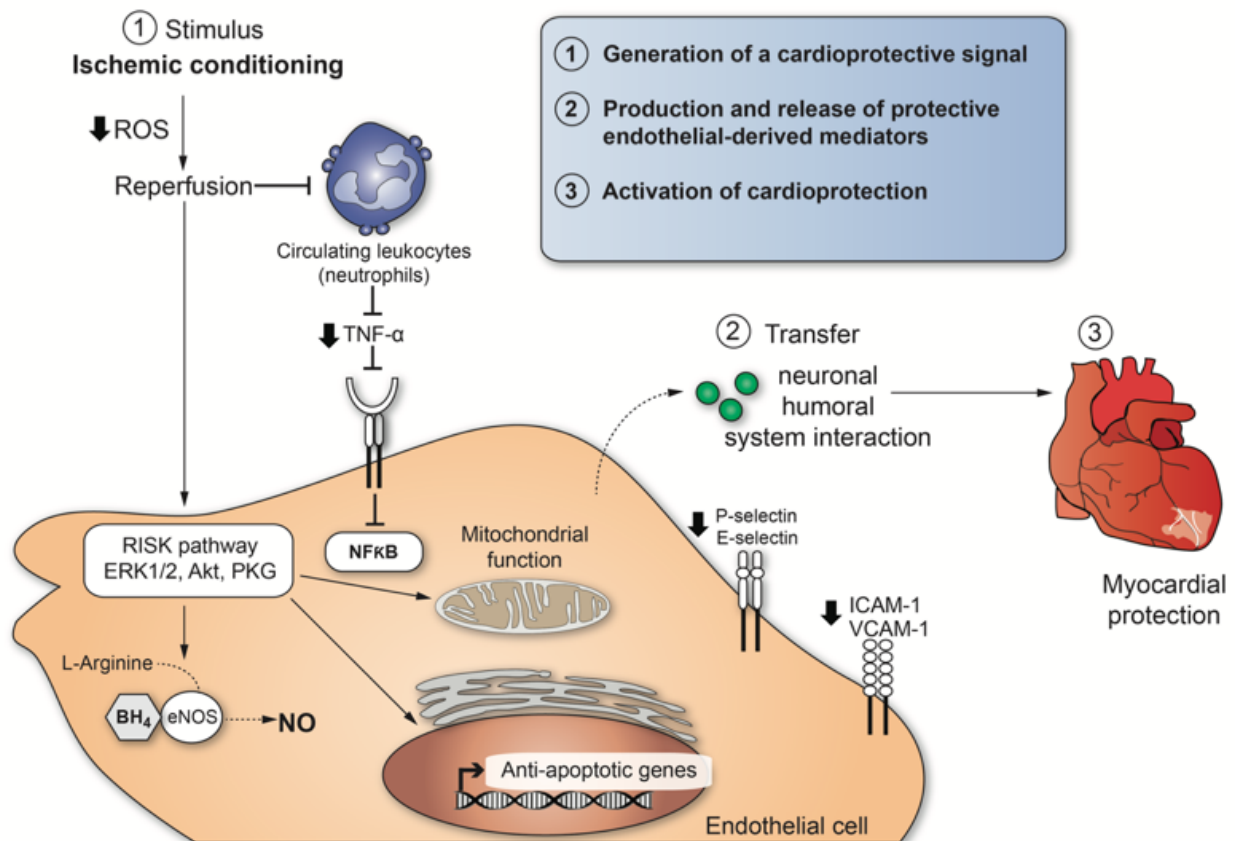 ① Stimulus
Ischemic conditioning
ROS
Reperfusion
Circulating leukocytes
(neutrophils)
TNF-α
① Generation of a cardioprotective signal
② Production and release of protective
endothelial-derived mediators
③ Activation of cardioprotection
② Transfer
neuronal
humoral
system interaction
③
Myocardial
protection
RISK pathway
ERK1/2, Akt, PKG
NFκB
Mitochondrial
function
P-selectin
E-selectin
ICAM-1
VCAM-1
L-Arginine
BH₄
eNOS
NO
Anti-apoptotic genes
Endothelial cell